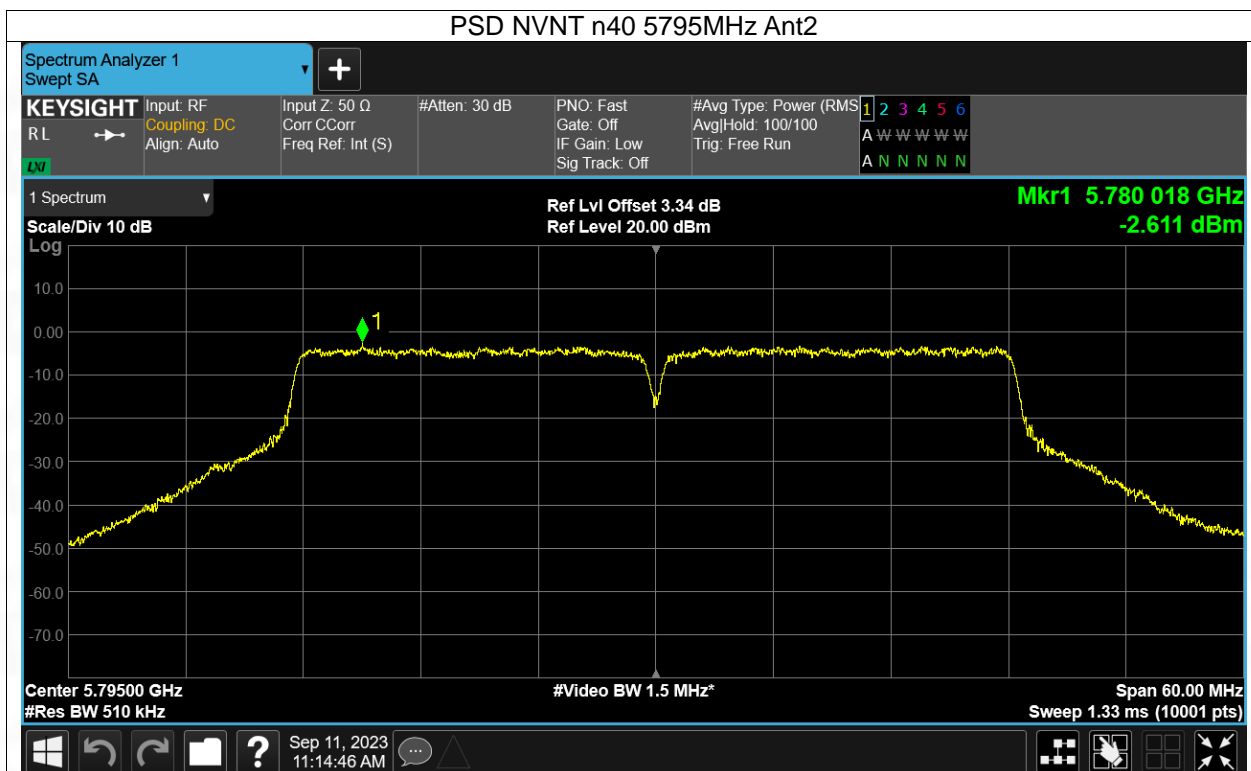 PSD NVNT n40 5795MHz Ant2
Spectrum Analyzer 1
Swept SA
KEYSIGHT
R L
LXI
Input: RF
Coupling: DC
Align: Auto
Input Z: 50 Ω
Corr CCorr
Freq Ref: Int (S)
#Atten: 30 dB
PNO: Fast
Gate: Off
IF Gain: Low
Sig Track: Off
#Avg Type: Power (RMS
Avg|Hold: 100/100
Trig: Free Run
1 2 3 4 5 6
A W W W W W
A N N N N N
1 Spectrum
Scale/Div 10 dB
Log
Ref Lvl Offset 3.34 dB
Ref Level 20.00 dBm
Mkr1 5.780 018 GHz
-2.611 dBm
10.0
0.00
-10.0
-20.0
-30.0
-40.0
-50.0
-60.0
-70.0
1
Center 5.79500 GHz
#Res BW 510 kHz
#Video BW 1.5 MHz*
Span 60.00 MHz
Sweep 1.33 ms (10001 pts)
?
Sep 11, 2023
11:14:46 AM